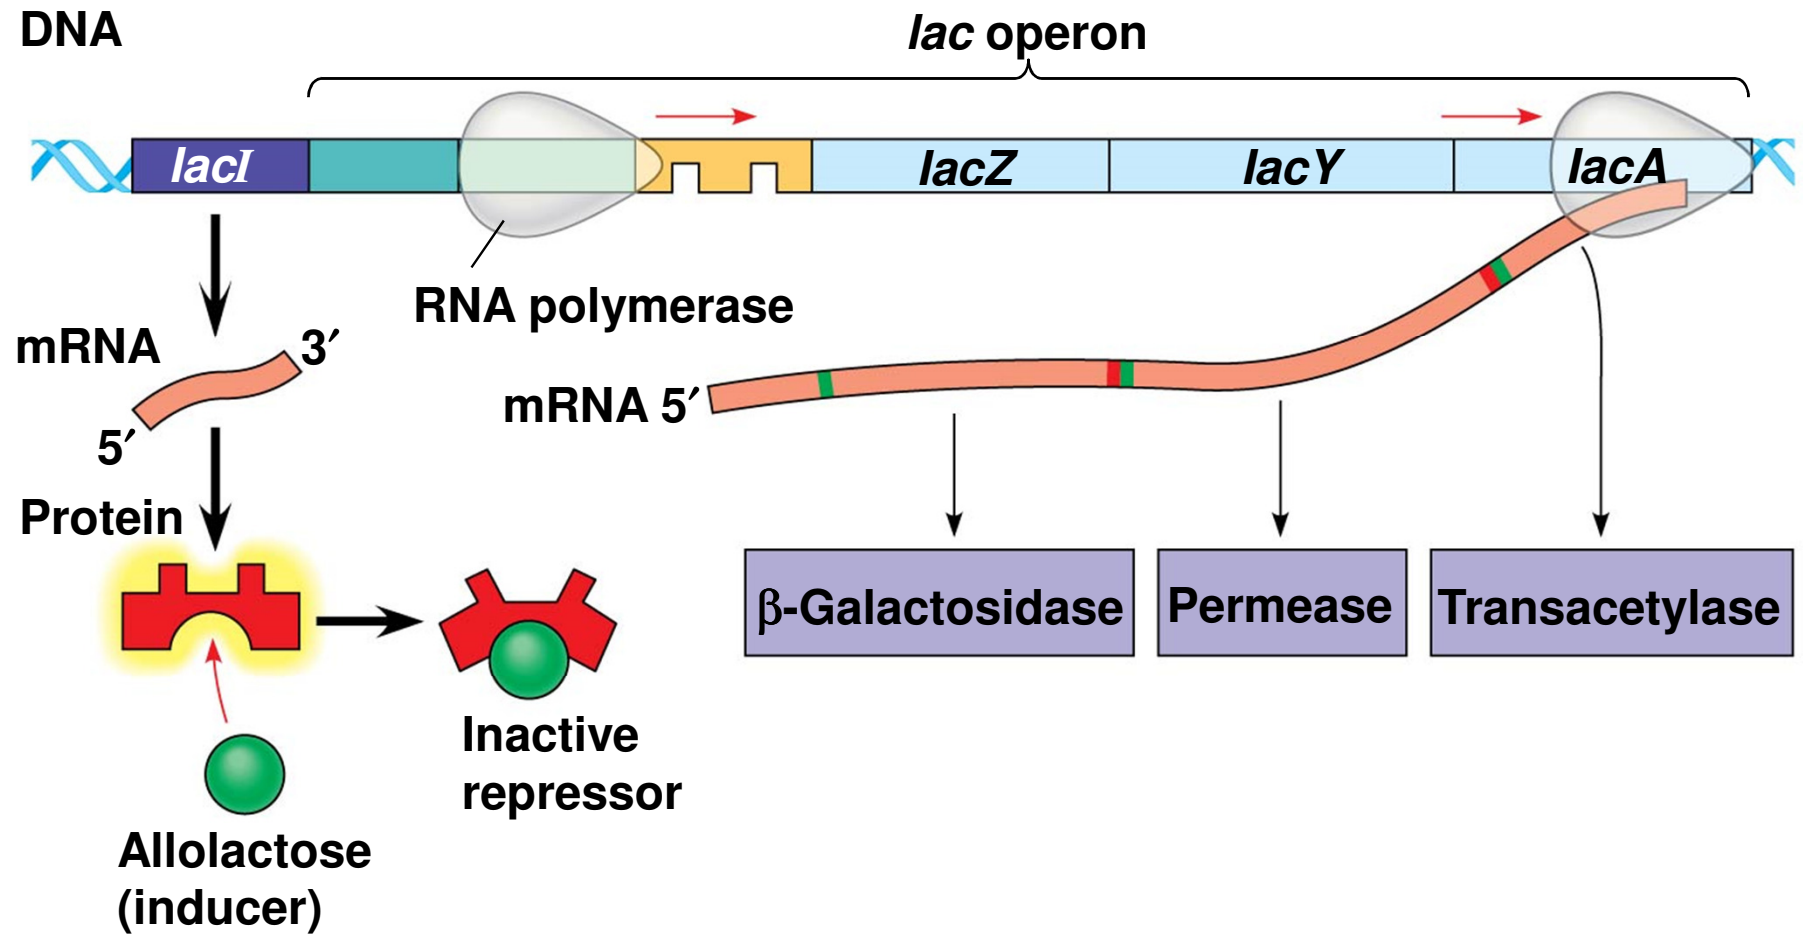 DNA
lac operon
lacI
lacZ
lacY
lacA
RNA polymerase
mRNA
3′
5′
mRNA 5′
Protein
β-Galactosidase
Permease
Transacetylase
Inactive
repressor
Allolactose
(inducer)